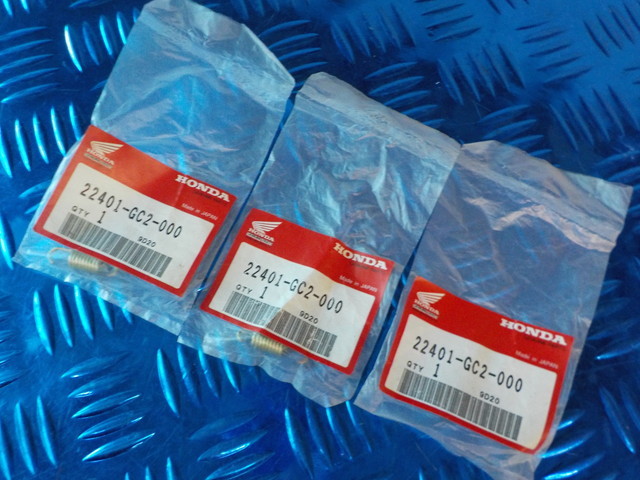 HONDA
Made in JAPAN
22401-GC2-000
QTY 1
9D20
HONDA
Made in JAPAN
22401-GC2-000
QTY 1
9D20
HONDA
Made in JAPAN
22401-GC2-000
QTY 1
9D20